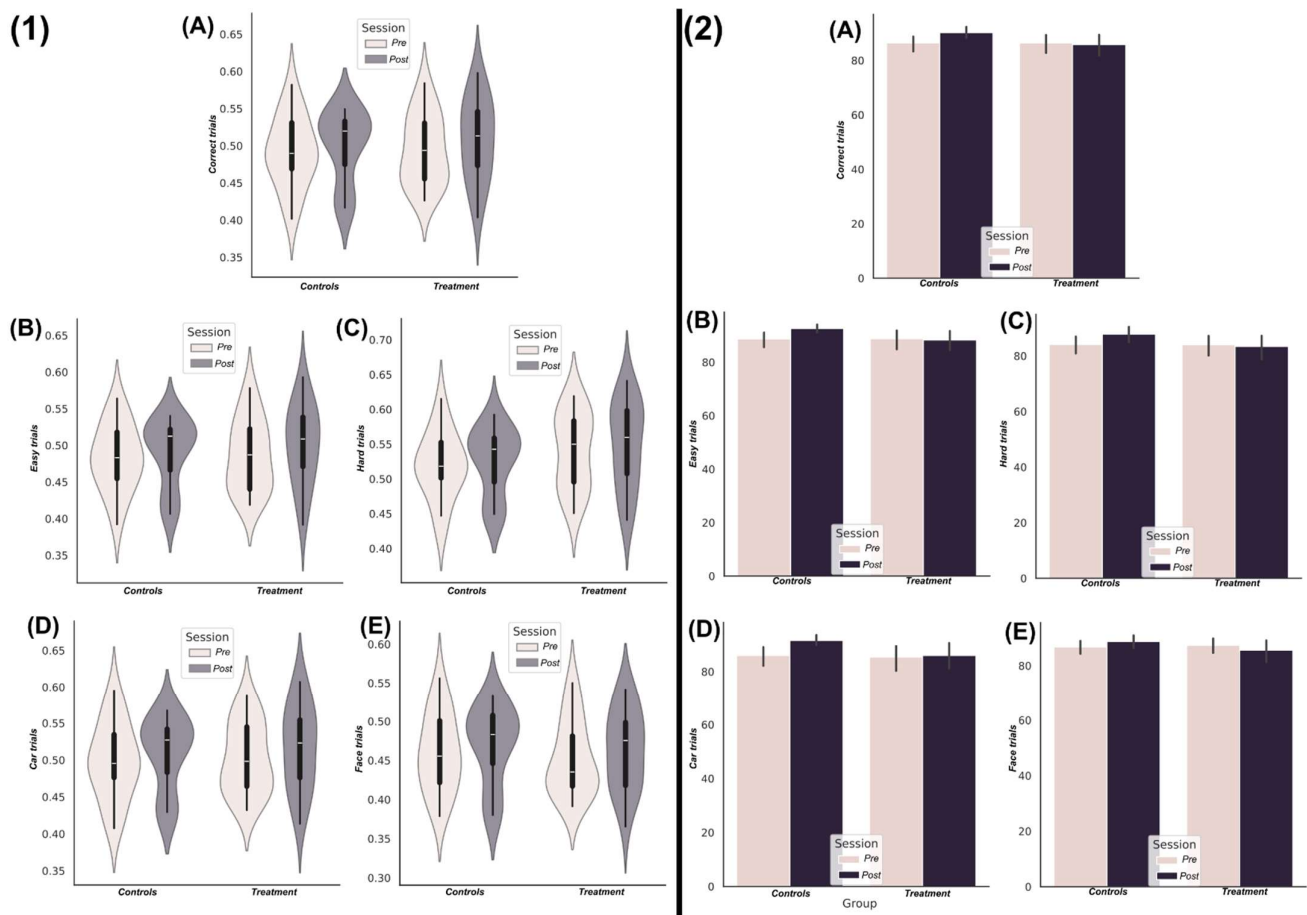 (1)
(A)
Session
Pre
Post
Correct trials
0.65
0.60
0.55
0.50
0.45
0.40
0.35
Controls
Treatment
(B)
Session
Pre
Post
Easy trials
0.65
0.60
0.55
0.50
0.45
0.40
0.35
Controls
Treatment
(C)
Session
Pre
Post
Hard trials
0.70
0.65
0.60
0.55
0.50
0.45
0.40
Controls
Treatment
(D)
Session
Pre
Post
Car trials
0.65
0.60
0.55
0.50
0.45
0.40
0.35
Controls
Treatment
(E)
Session
Pre
Post
Face trials
0.60
0.55
0.50
0.45
0.40
0.35
0.30
Controls
Treatment
(2)
(A)
Correct trials
80
60
40
20
0
Session
Pre
Post
Controls
Treatment
(B)
Easy trials
80
60
40
20
0
Session
Pre
Post
Controls
Treatment
(C)
Hard trials
80
60
40
20
0
Session
Pre
Post
Controls
Treatment
(D)
Car trials
80
60
40
20
0
Session
Pre
Post
Controls
Treatment
Group
(E)
Face trials
80
60
40
20
0
Session
Pre
Post
Controls
Treatment